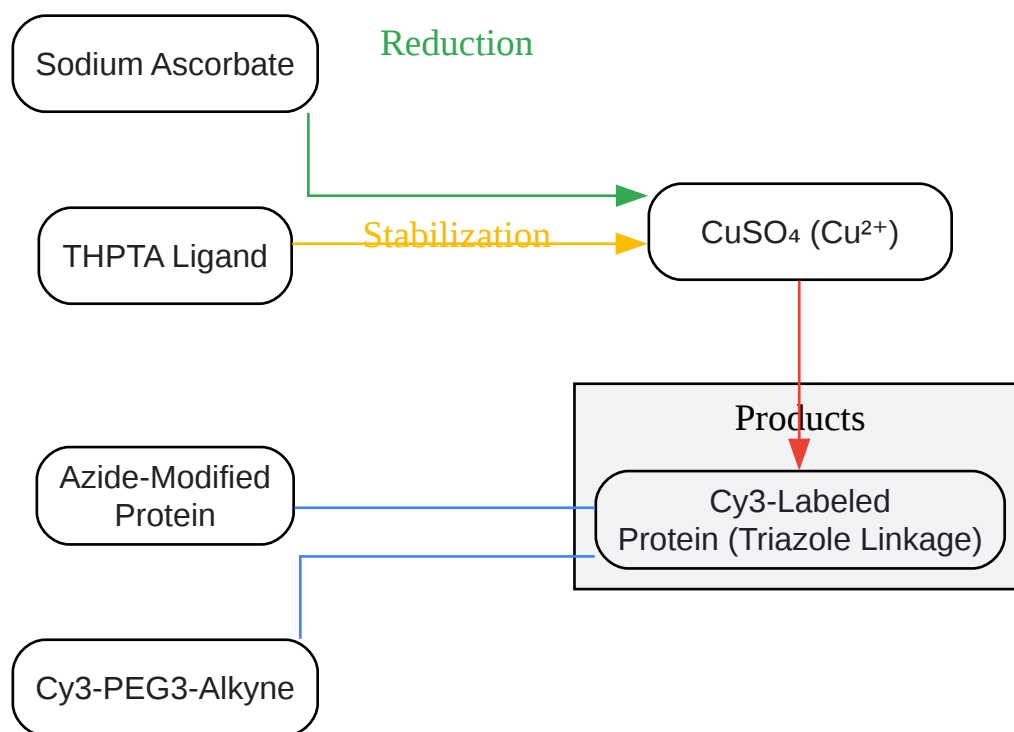 Sodium Ascorbate
Reduction
THPTA Ligand
Stabilization
CuSO₄ (Cu²⁺)
Products
Azide-Modified
Protein
Cy3-Labeled
Protein (Triazole Linkage)
Cy3-PEG3-Alkyne